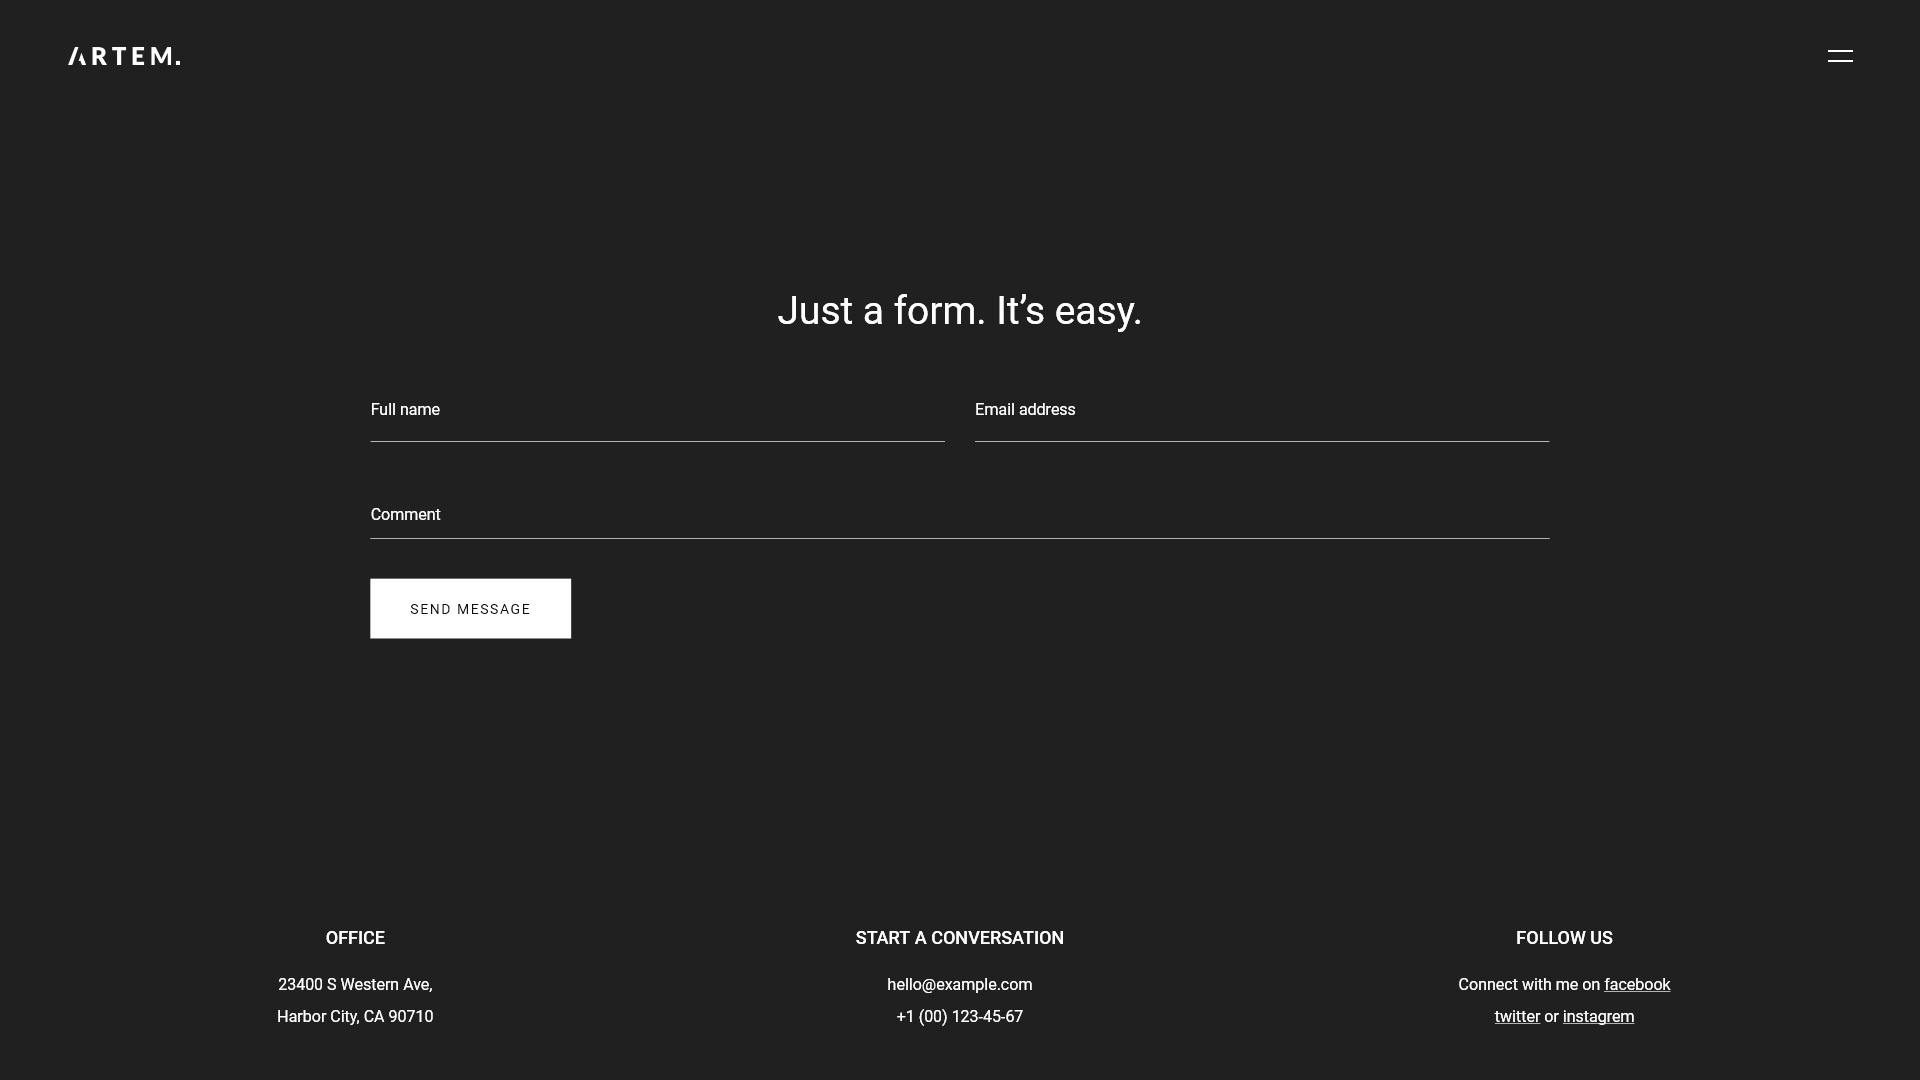 ARTEM.
Just a form. It’s easy.
Full name
Email address
Comment
SEND MESSAGE
OFFICE
23400 S Western Ave,
Harbor City, CA 90710
START A CONVERSATION
hello@example.com
+1 (00) 123-45-67
FOLLOW US
Connect with me on facebook
twitter or instagrem